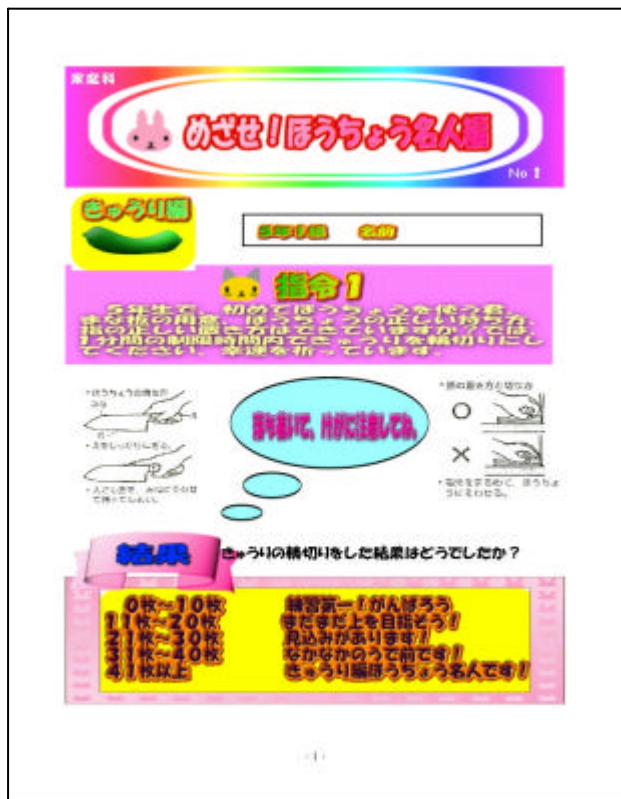 家庭科
めざせ！ほうちょう名人編
No 1
きゅうり編
5年1組 名前
指令1
5年生で、初めてほうちょうを使う君、
まな板の用意、ほうちょうの正しい持ち方、
指の正しい置き方はできていますか？では、
1分間の制限時間内できゅうりを輪切りにし
てください。幸運を祈っています。
落ち着いて、けがに注意してね。
○
×
結果
きゅうりの輪切りをした結果はどうでしたか？
0枚～10枚 練習第一！がんばろう
11枚～20枚 まだまだ上を目指そう！
21枚～30枚 見込みがあります！
31枚～40枚 なかなかのうで前です！
41枚以上 きゅうり編ほうちょう名人です！
- 1 -